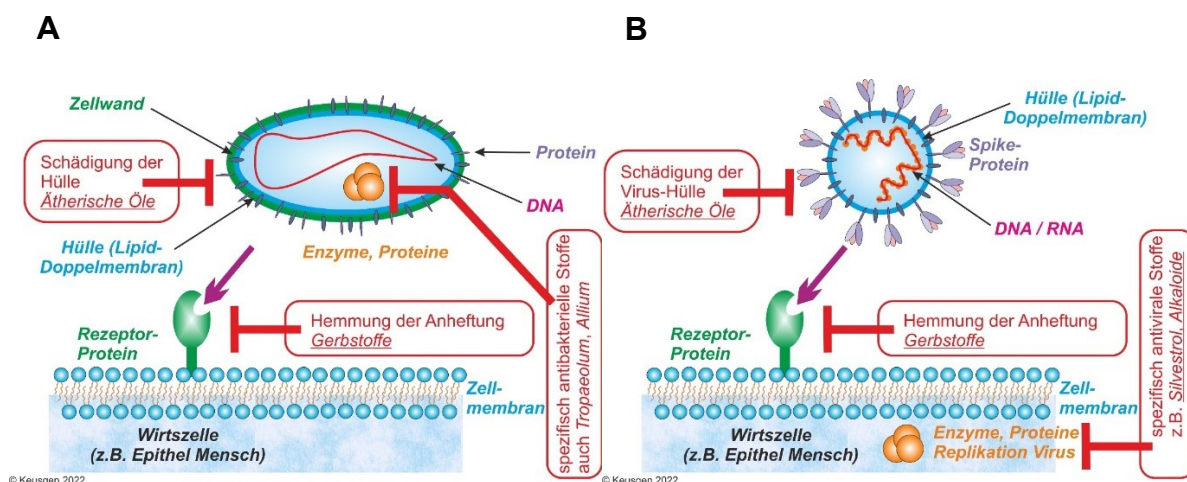 A
Zellwand
Schädigung der
Hülle
Ätherische Öle
Protein
DNA
Hülle (Lipid-
Doppelmembran)
Enzyme, Proteine
spezifisch antibakterielle Stoffe
auch Tropaeolum, Allium
Hemmung der Anheftung
Gerbstoffe
Rezeptor-
Protein
Zell-
membran
Wirtszelle
(z.B. Epithel Mensch)
© Keusgen 2022
B
Hülle (Lipid-
Doppelmembran)
Spike-
Protein
Schädigung der
Virus-Hülle
Ätherische Öle
DNA / RNA
spezifisch antivirale Stoffe
z.B. Silvestrol, Alkaloide
Hemmung der Anheftung
Gerbstoffe
Rezeptor-
Protein
Zell-
membran
Wirtszelle
(z.B. Epithel Mensch)
Enzyme, Proteine
Replikation Virus
© Keusgen 2022